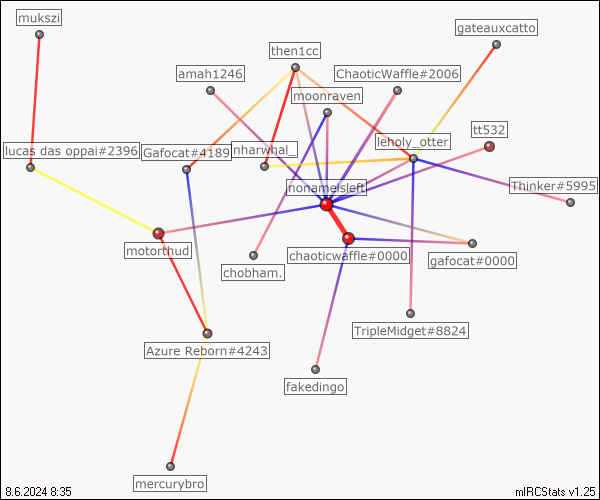 mukszi
gateauxcatto
then1cc
amah1246
ChaoticWaffle#2006
moonraven
tt532
leholy_otter
lucas das oppai#2396
Gafocat#4189
nharwhal_
nonameisleft
Thinker#5995
motorthud
chaoticwaffle#0000
gafocat#0000
chobham.
TripleMidget#8824
Azure Reborn#4243
fakedingo
mercurybro
8.6.2024 8:35
mIRCStats v1.25